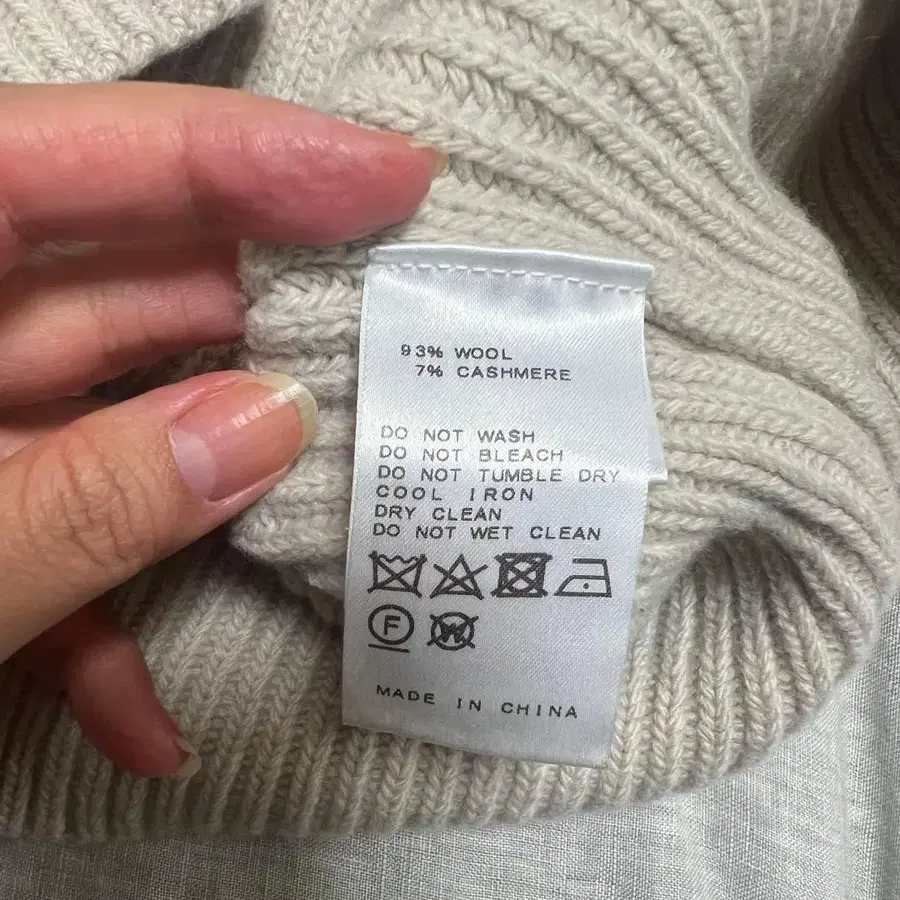 93% WOOL
7% CASHMERE
DO NOT WASH
DO NOT BLEACH
DO NOT TUMBLE DRY
COOL IRON
DRY CLEAN
DO NOT WET CLEAN
F W
MADE IN CHINA